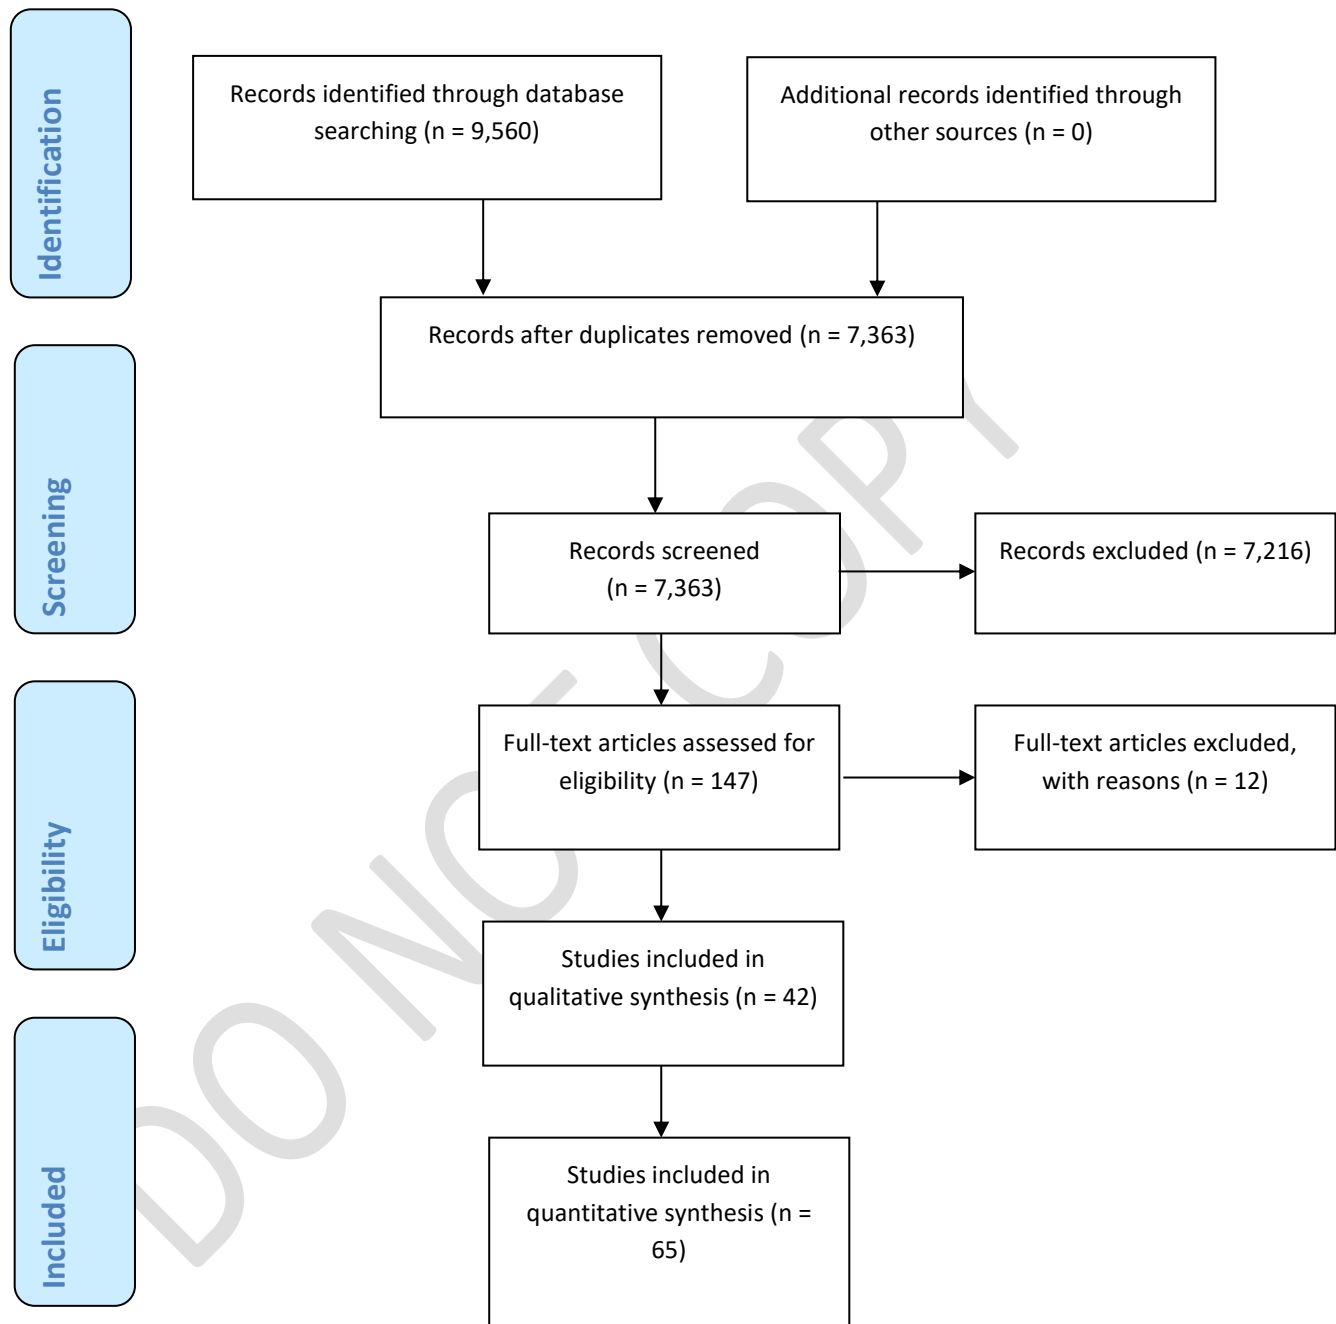 Identification
Records identified through database
searching (n = 9,560)
Additional records identified through
other sources (n = 0)
Records after duplicates removed (n = 7,363)
Screening
Records screened
(n = 7,363)
Records excluded (n = 7,216)
Eligibility
Full-text articles assessed for
eligibility (n = 147)
Full-text articles excluded,
with reasons (n = 12)
Studies included in
qualitative synthesis (n = 42)
Included
Studies included in
quantitative synthesis (n =
65)
DO NOT COPY